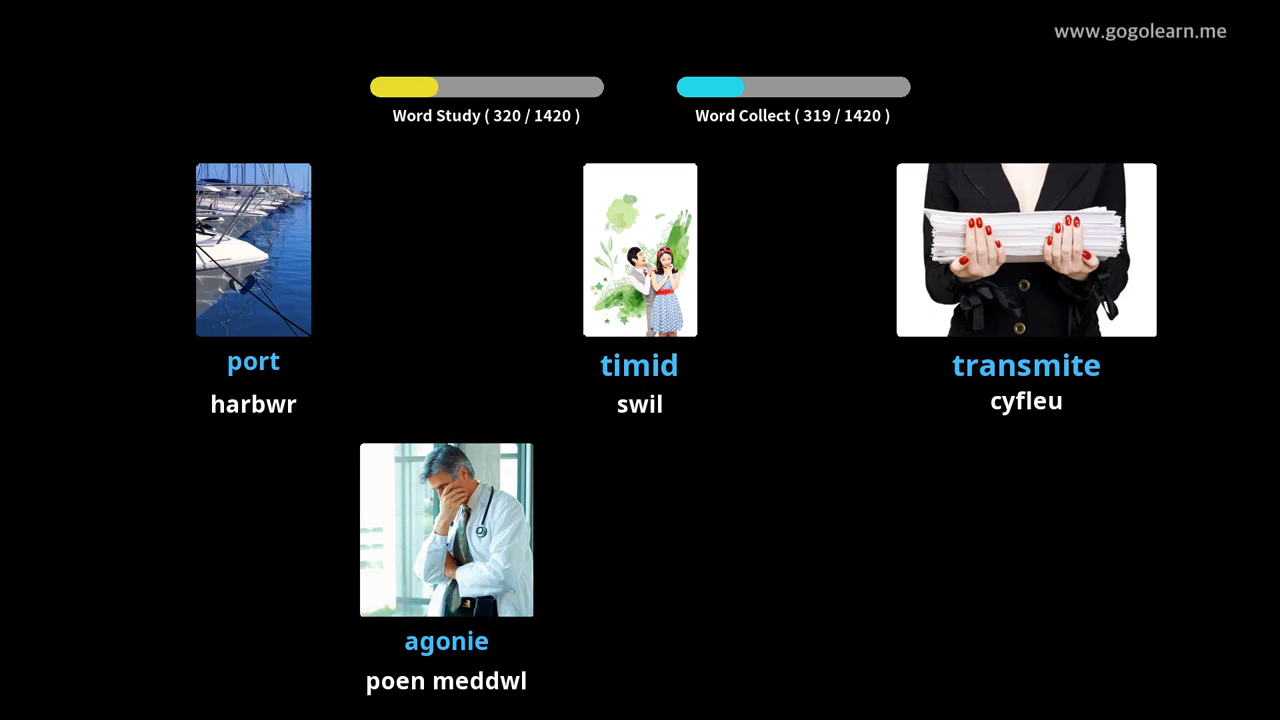 www.gogolearn.me
Word Study ( 320 / 1420 )
Word Collect ( 319 / 1420 )
port
timid
transmite
harbwr
swil
cyfleu
agonie
poen meddwl